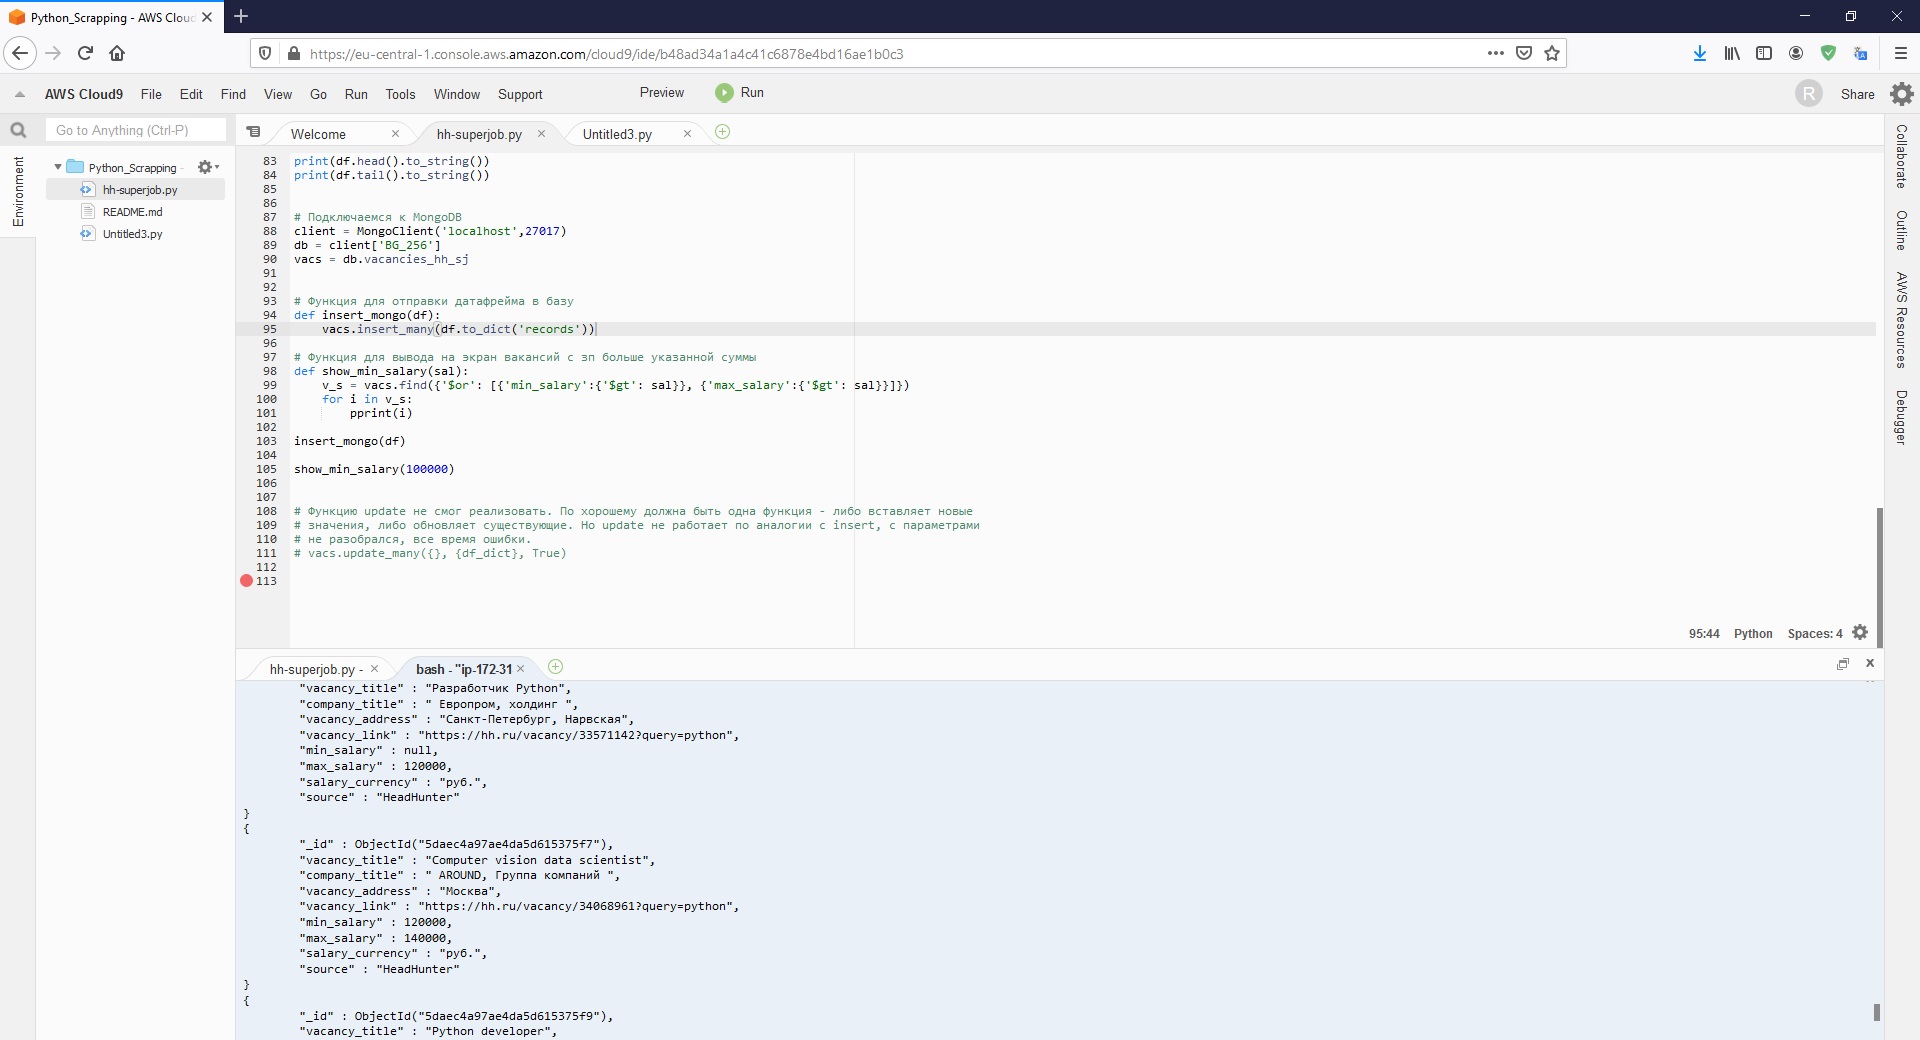 Python_Scrapping - AWS Cloud
https://eu-central-1.console.aws.amazon.com/cloud9/ide/b48ad34a1a4c41c6878e4bd16ae1b0c3
AWS Cloud9 File Edit Find View Go Run Tools Window Support Preview Run R Share
Go to Anything (Ctrl-P)
Welcome hh-superjob.py Untitled3.py
Environment
Python_Scrapping
hh-superjob.py
README.md
Untitled3.py
Collaborate
Outline
AWS Resources
Debugger
83 print(df.head().to_string())
84 print(df.tail().to_string())
85
86
87 # Подключаемся к MongoDB
88 client = MongoClient('localhost',27017)
89 db = client['BG_256']
90 vacs = db.vacancies_hh_sj
91
92
93 # Функция для отправки датафрейма в базу
94 def insert_mongo(df):
95 vacs.insert_many(df.to_dict('records'))
96
97 # Функция для вывода на экран вакансий с зп больше указанной суммы
98 def show_min_salary(sal):
99 v_s = vacs.find({'$or': [{'min_salary':{'$gt': sal}}, {'max_salary':{'$gt': sal}}]})
100 for i in v_s:
101 pprint(i)
102
103 insert_mongo(df)
104
105 show_min_salary(100000)
106
107
108 # Функцию update не смог реализовать. По хорошему должна быть одна функция - либо вставляет новые
109 # значения, либо обновляет существующие. Но update не работает по аналогии с insert, с параметрами
110 # не разобрался, все время ошибки.
111 # vacs.update_many({}, {df_dict}, True)
112
113
95:44 Python Spaces: 4
hh-superjob.py - bash - "ip-172-31
"vacancy_title" : "Разработчик Python",
"company_title" : " Европром, холдинг ",
"vacancy_address" : "Санкт-Петербург, Нарвская",
"vacancy_link" : "https://hh.ru/vacancy/33571142?query=python",
"min_salary" : null,
"max_salary" : 120000,
"salary_currency" : "руб.",
"source" : "HeadHunter"
}
{
"_id" : ObjectId("5daec4a97ae4da5d615375f7"),
"vacancy_title" : "Computer vision data scientist",
"company_title" : " AROUND, Группа компаний ",
"vacancy_address" : "Москва",
"vacancy_link" : "https://hh.ru/vacancy/34068961?query=python",
"min_salary" : 120000,
"max_salary" : 140000,
"salary_currency" : "руб.",
"source" : "HeadHunter"
}
{
"_id" : ObjectId("5daec4a97ae4da5d615375f9"),
"vacancy_title" : "Python developer",